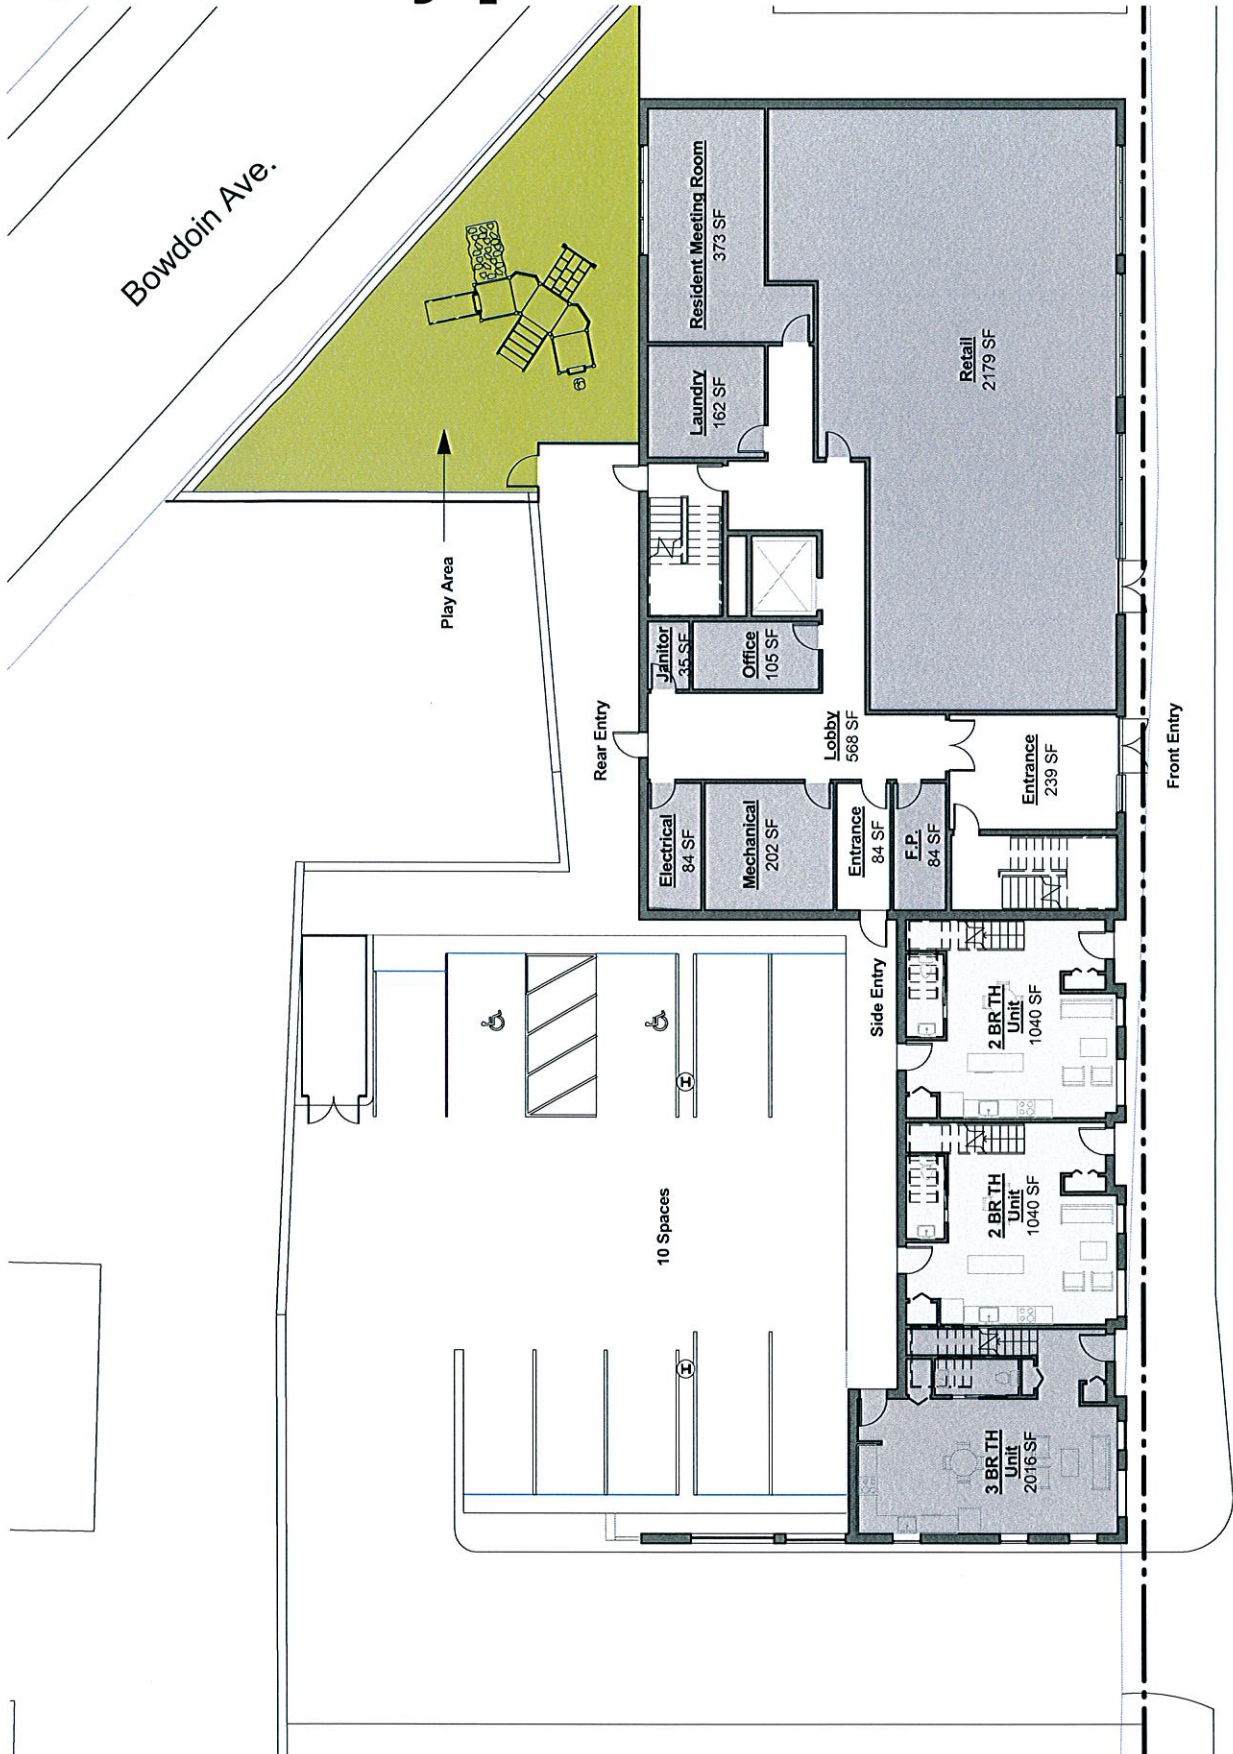 Bowdoin Ave.
Play Area
Resident Meeting Room
373 SF
Laundry
162 SF
Retail
2179 SF
Janitor
35 SF
Office
105 SF
Rear Entry
Lobby
568 SF
Entrance
239 SF
Front Entry
Electrical
84 SF
Mechanical
202 SF
Entrance
84 SF
F.P.
84 SF
Side Entry
2 BR TH
Unit
1040 SF
10 Spaces
H
H
2 BR TH
Unit
1040 SF
3 BR TH
Unit
2016 SF